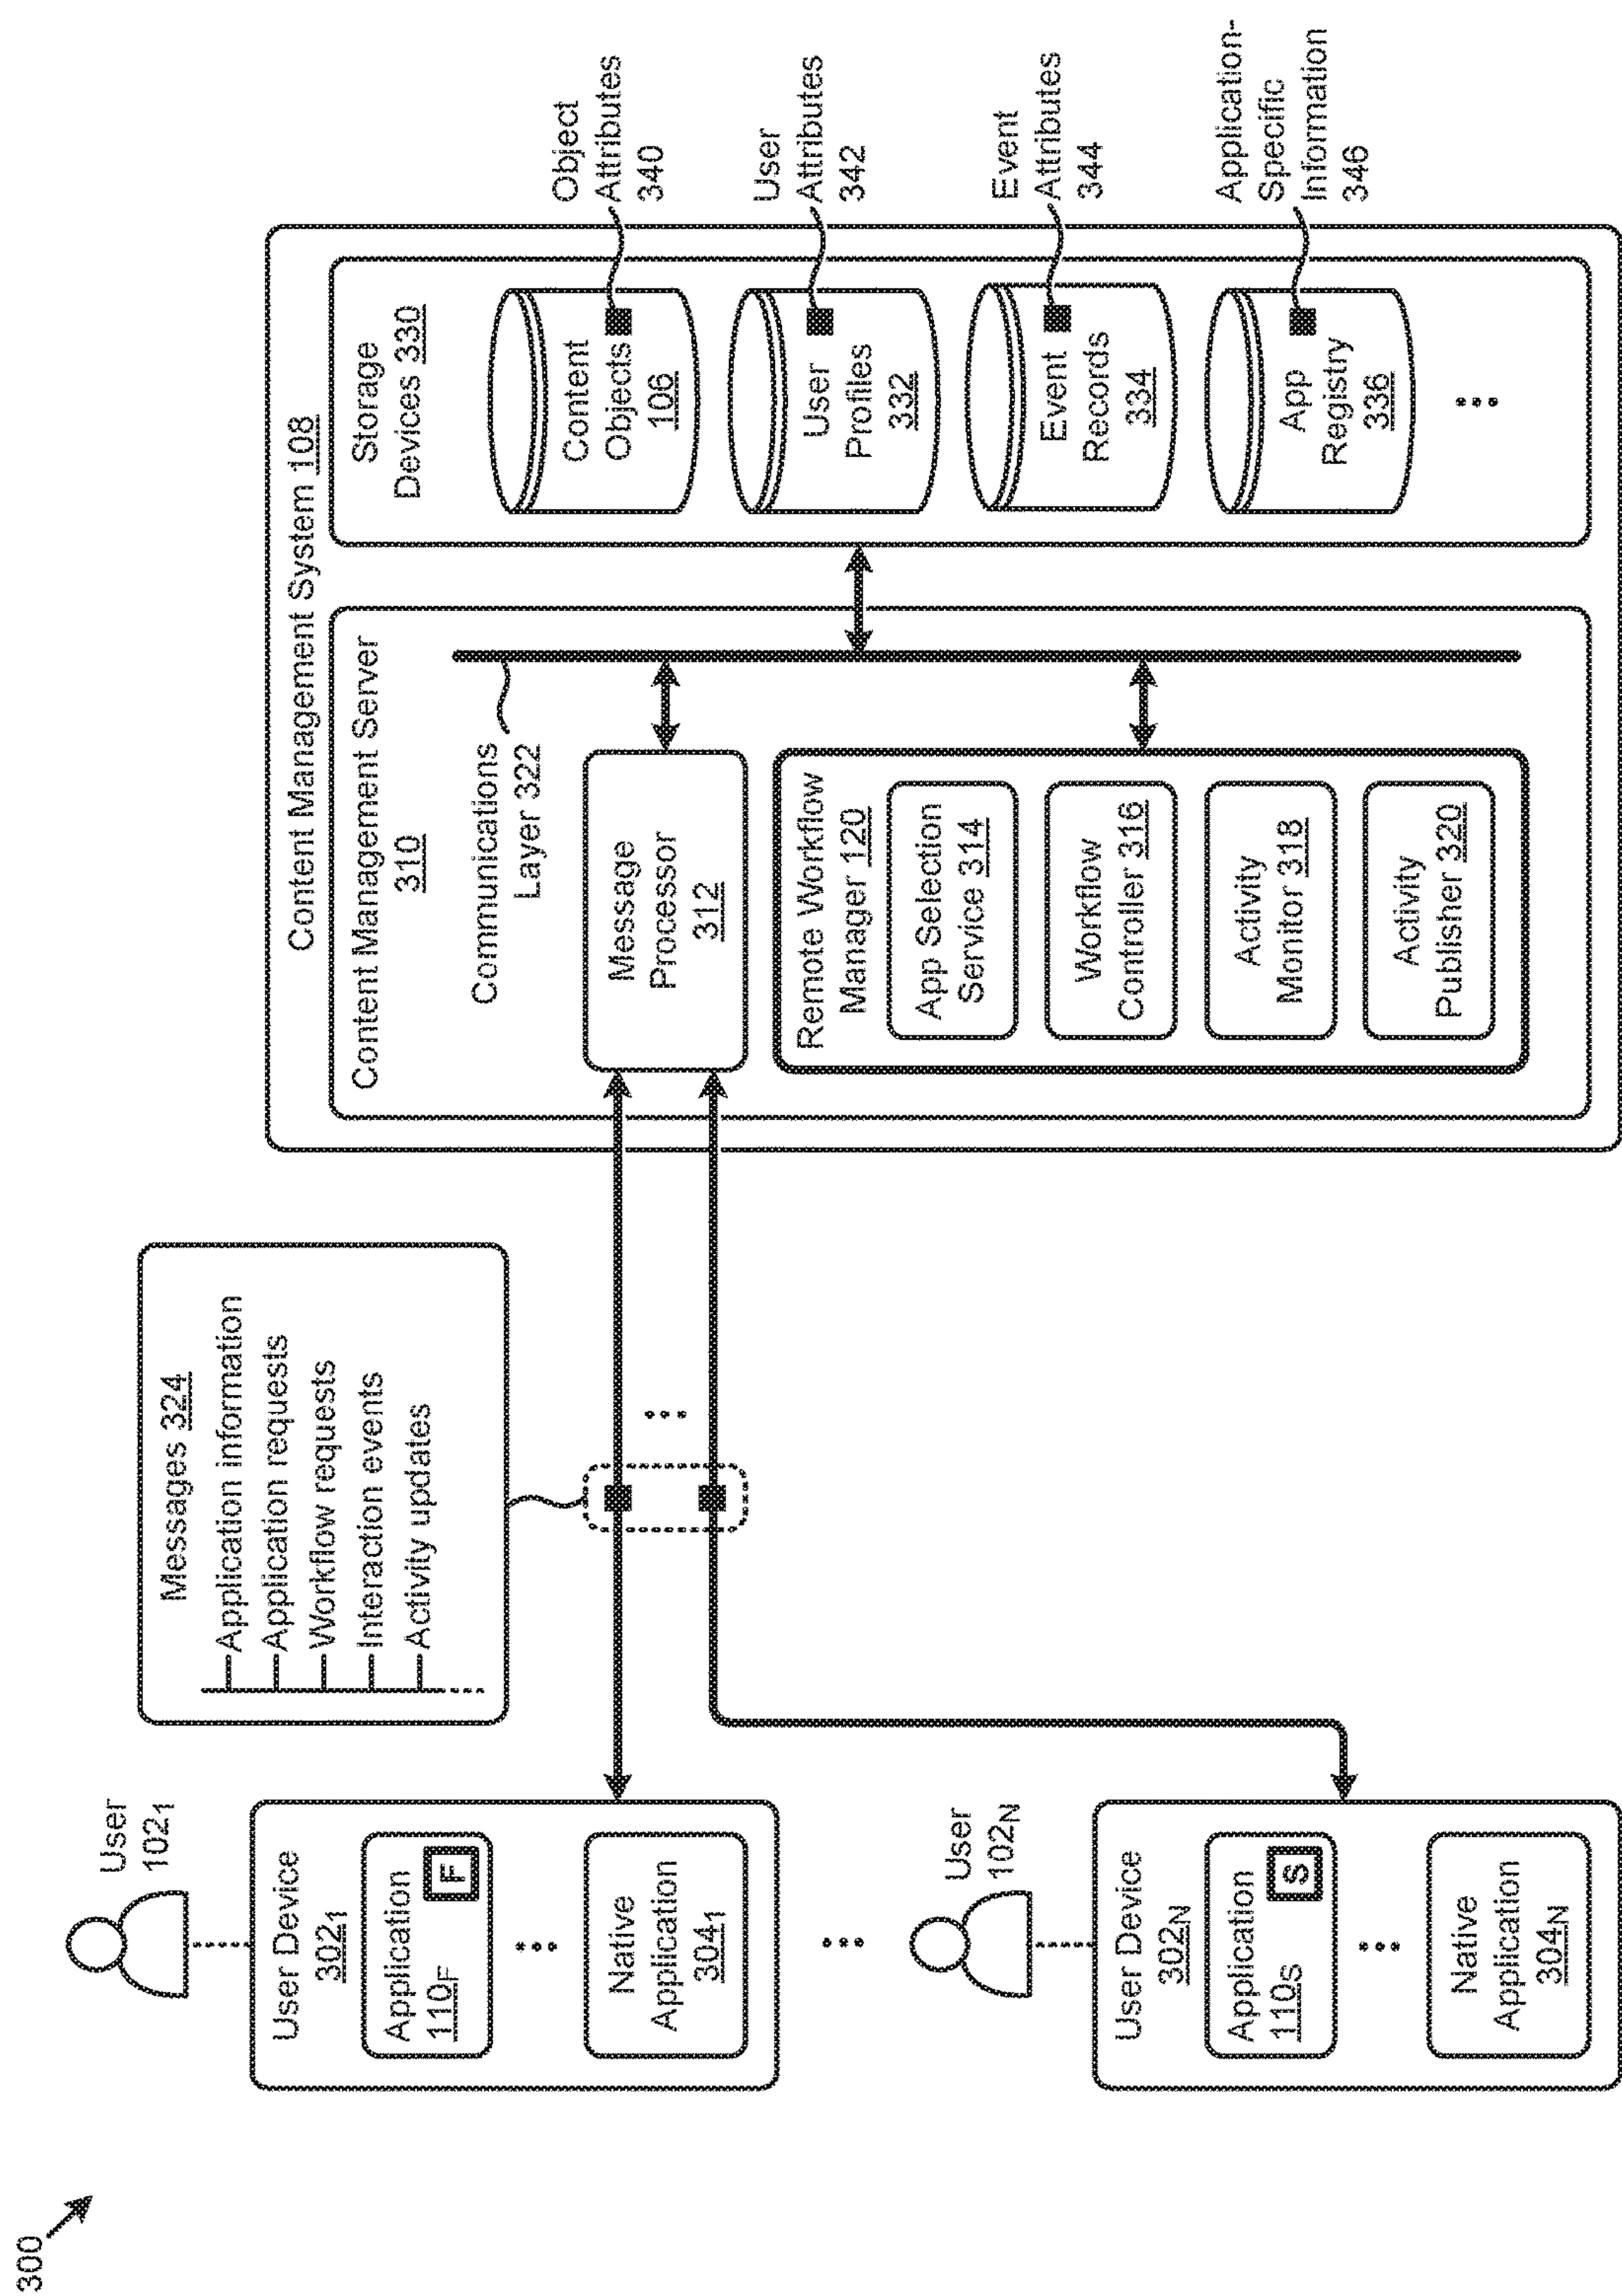 300
User
102₁
User Device
302₁
Application
110F
F
Native
Application
304₁
User
102N
User Device
302N
Application
110S
S
Native
Application
304N
Messages 324
Application information
Application requests
Workflow requests
Interaction events
Activity updates
Content Management System 108
Content Management Server
310
Communications
Layer 322
Message
Processor
312
Remote Workflow
Manager 120
App Selection
Service 314
Workflow
Controller 316
Activity
Monitor 318
Activity
Publisher 320
Storage
Devices 330
Content
Objects
106
User
Profiles
332
Event
Records
334
App
Registry
336
Object
Attributes
340
User
Attributes
342
Event
Attributes
344
Application-
Specific
Information
346